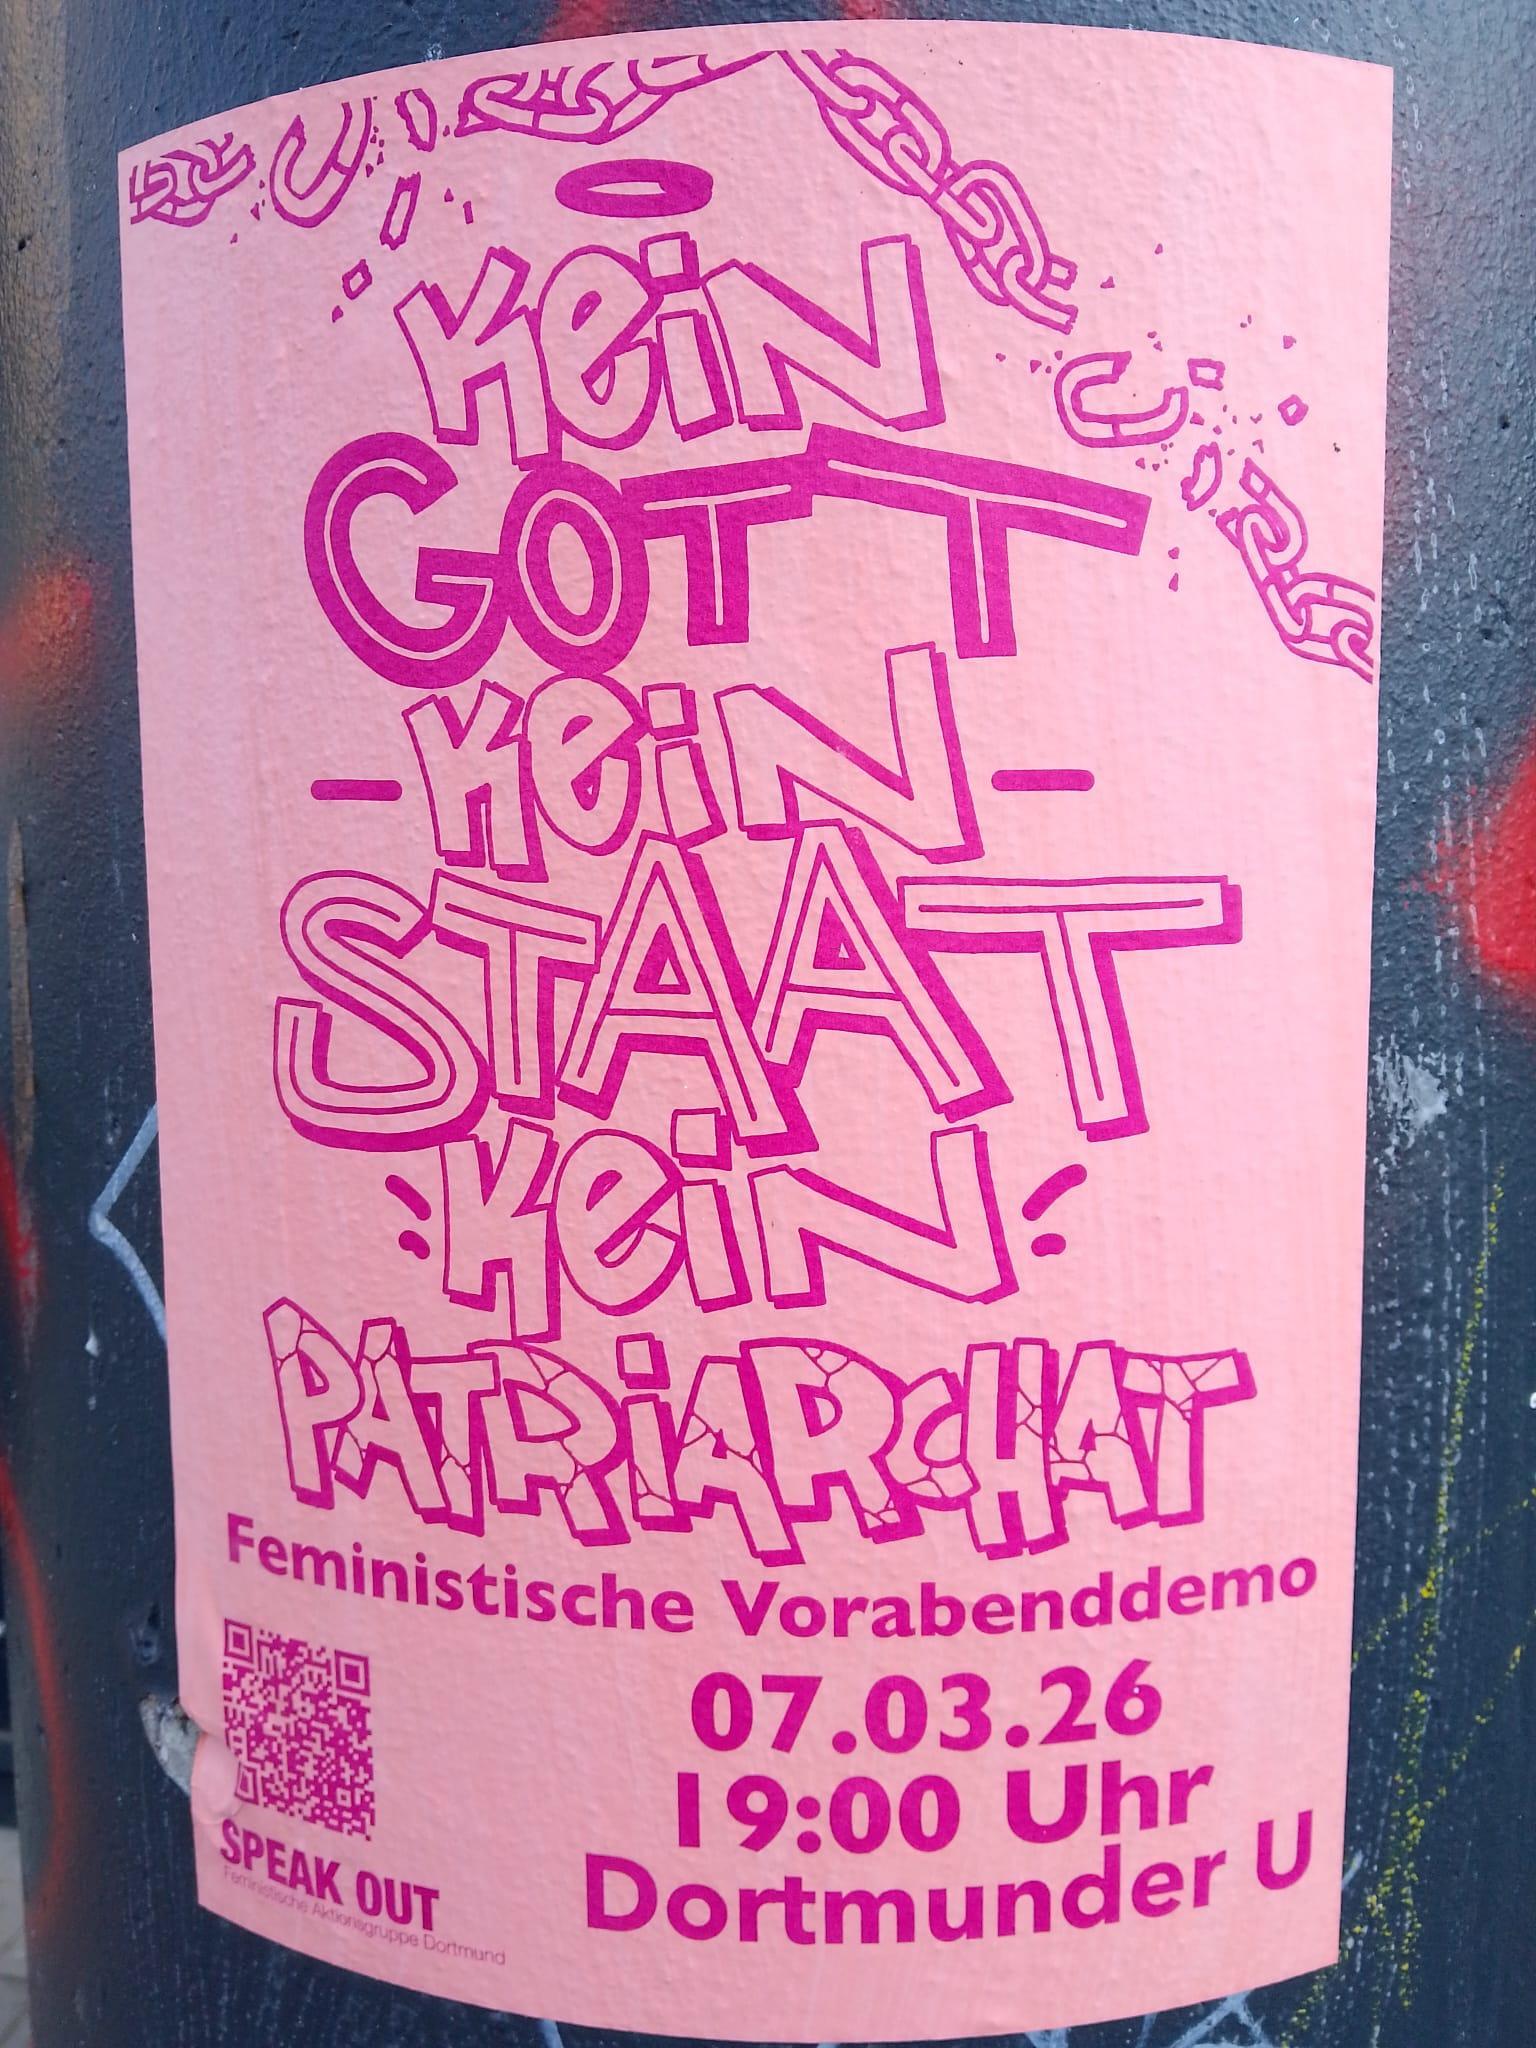 Kein
GOTT
-Kein-
STAAT
Kein
PATRIARCHAT
Feministische Vorabenddemo
07.03.26
19:00 Uhr
Dortmunder U
SPEAK OUT
Feministische Aktionsgruppe Dortmund